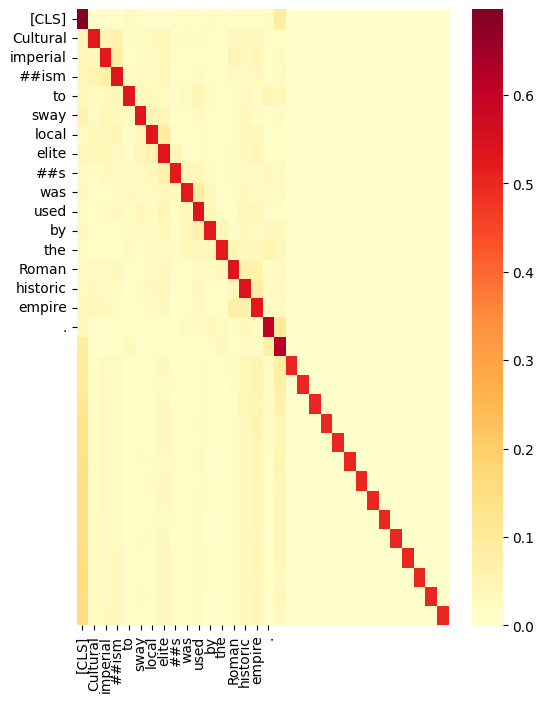 [CLS]
Cultural
imperial
##ism
to
sway
local
elite
##s
was
used
by
the
Roman
historic
empire
.
0.6
0.5
0.4
0.3
0.2
0.1
0.0
[CLS]
Cultural
imperial
##ism
to
sway
local
elite
##s
was
used
by
the
Roman
historic
empire
.